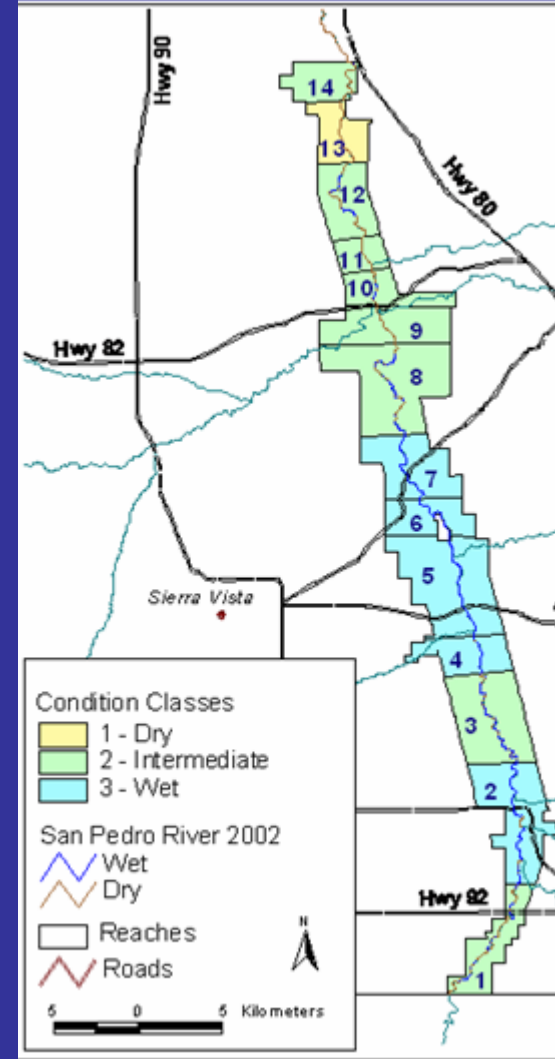 Hwy 90
14
13
Hwy 80
12
11
10
9
Hwy 82
8
7
6
5
Sierra Vista
4
3
2
Hwy 92
1
Condition Classes
1 - Dry
2 - Intermediate
3 - Wet
San Pedro River 2002
Wet
Dry
Reaches
Roads
N
5 0 5 Kilometers